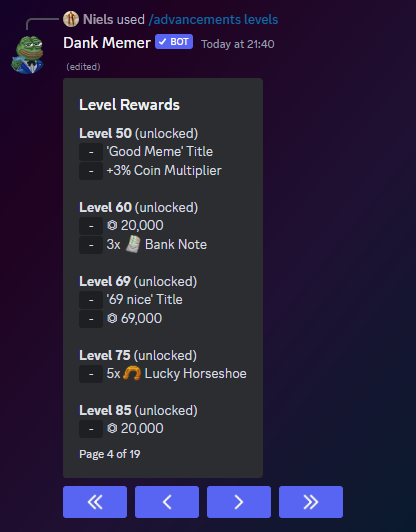 Niels used /advancements levels
Dank Memer ✓ BOT Today at 21:40
(edited)
Level Rewards
Level 50 (unlocked)
- 'Good Meme' Title
- +3% Coin Multiplier
Level 60 (unlocked)
- ⏣ 20,000
- 3x Bank Note
Level 69 (unlocked)
- '69 nice' Title
- ⏣ 69,000
Level 75 (unlocked)
- 5x Lucky Horseshoe
Level 85 (unlocked)
- ⏣ 20,000
Page 4 of 19